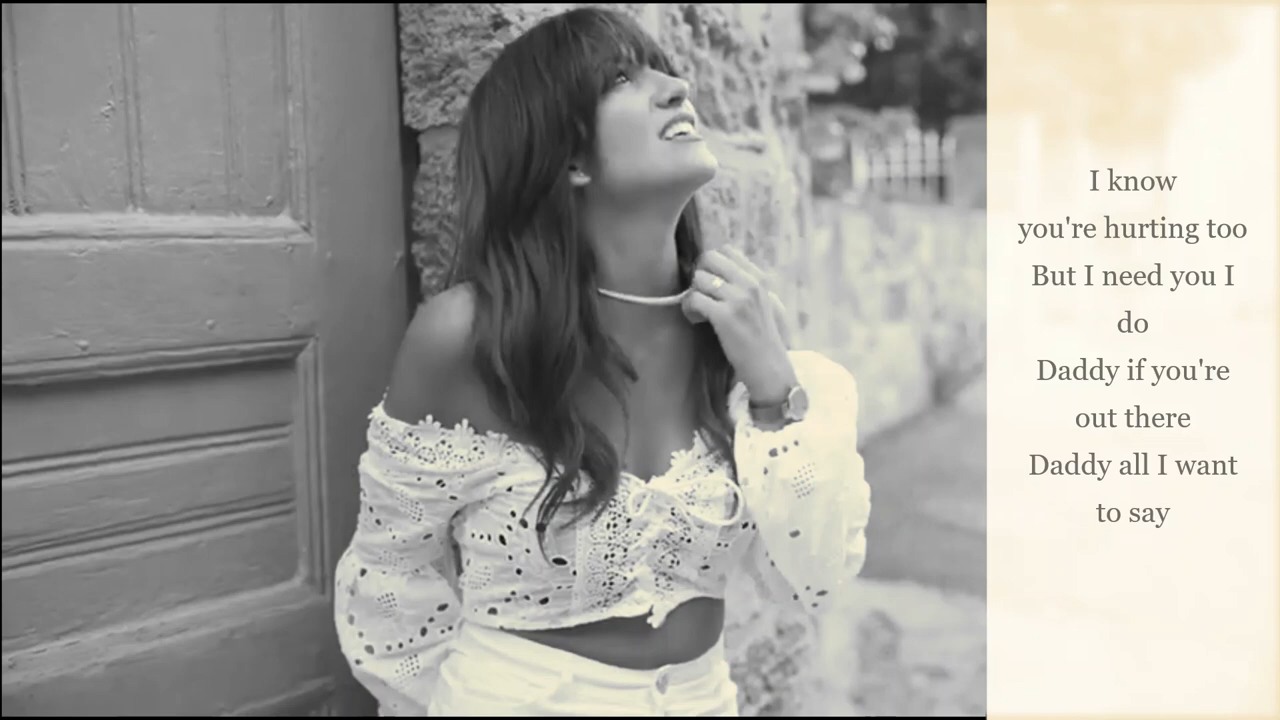 I know
you're hurting too
But I need you I
do
Daddy if you're
out there
Daddy all I want
to say